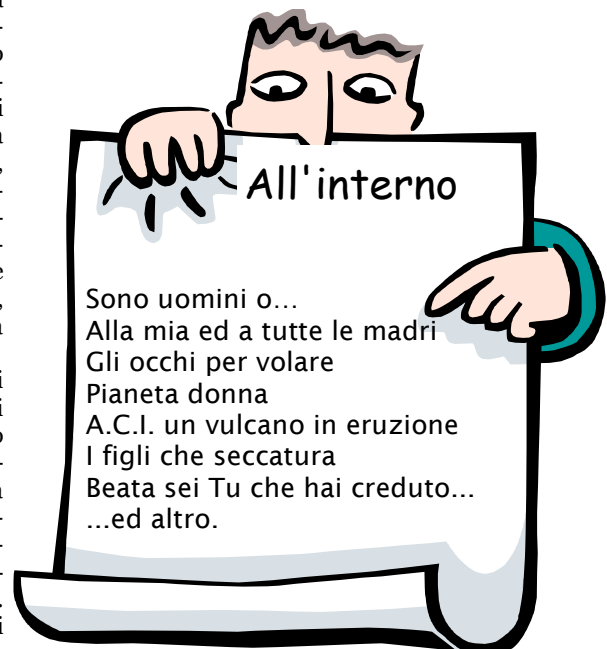 All'interno
Sono uomini o…
Alla mia ed a tutte le madri
Gli occhi per volare
Pianeta donna
A.C.I. un vulcano in eruzione
I figli che seccatura
Beata sei Tu che hai creduto...
...ed altro.